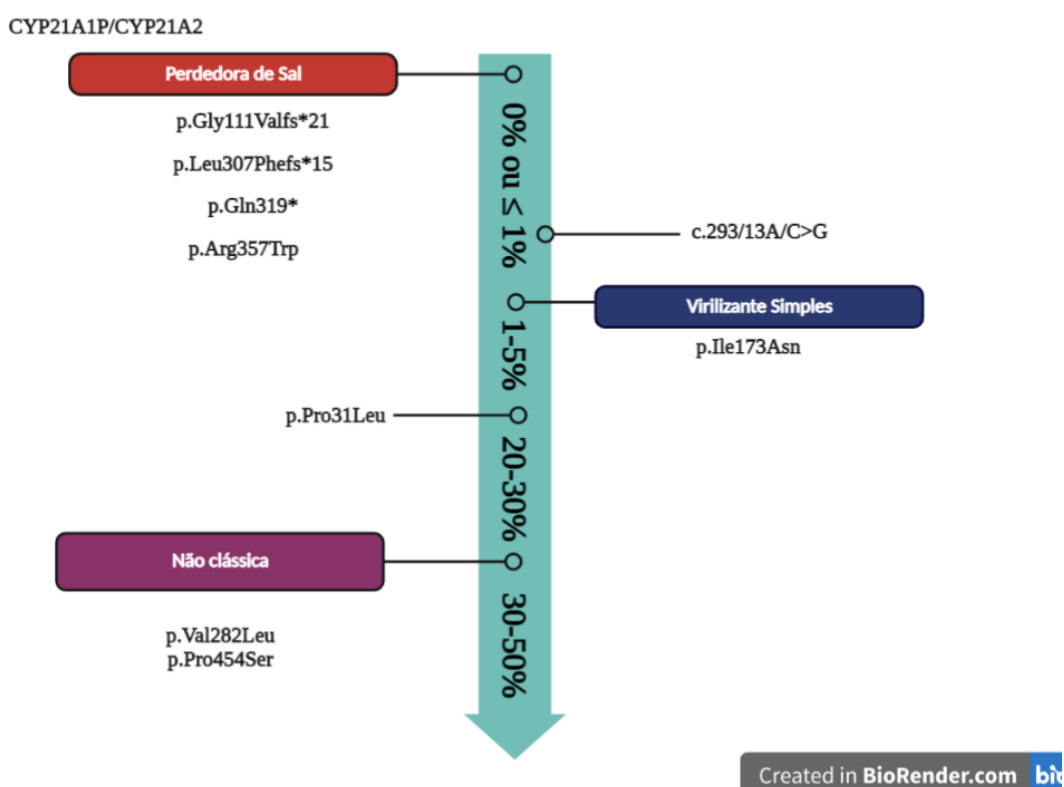 CYP21A1P/CYP21A2
Perdedora de Sal
p.Gly111Valfs*21
p.Leu307Phefs*15
p.Gln319*
p.Arg357Trp
0% ou ≤ 1%
c.293/13A/C>G
Virilizante Simples
p.Ile173Asn
1-5%
p.Pro31Leu
20-30%
Não clássica
p.Val282Leu
p.Pro454Ser
30-50%
Created in BioRender.com
bio